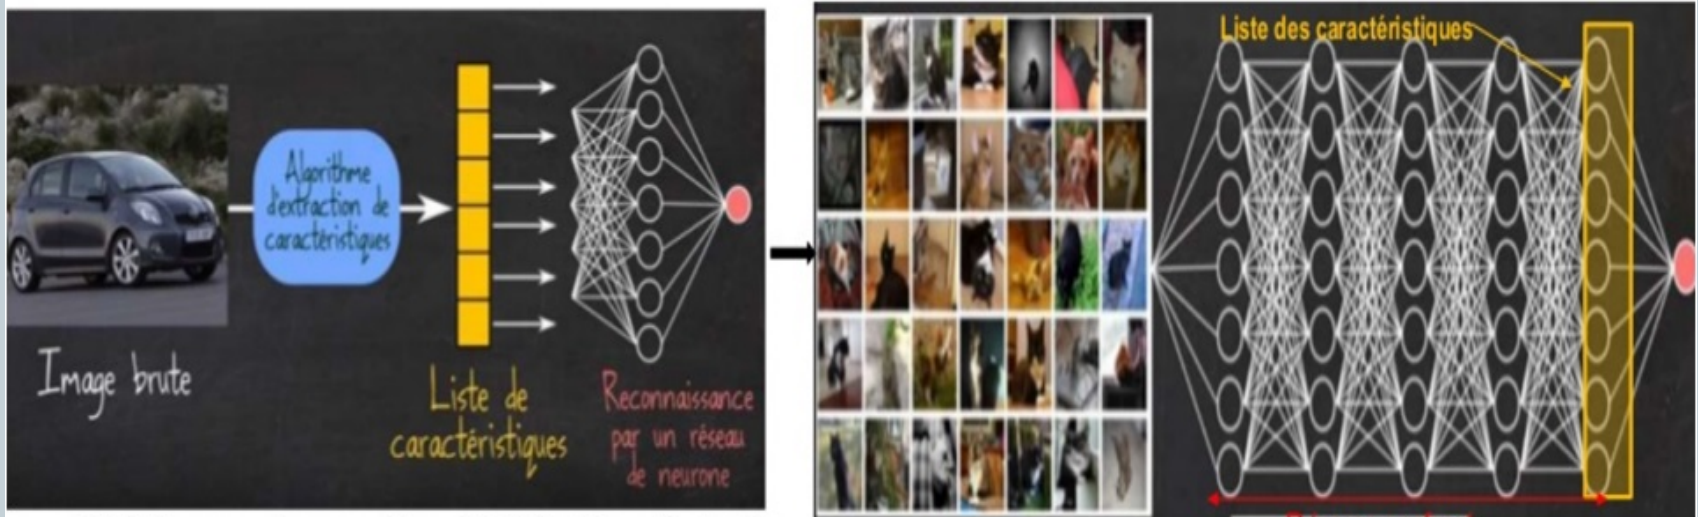 Image brute
Algorithme
d'extraction de
caractéristiques
Liste de
caractéristiques
Reconnaissance
par un réseau
de neurone
Liste des caractéristiques